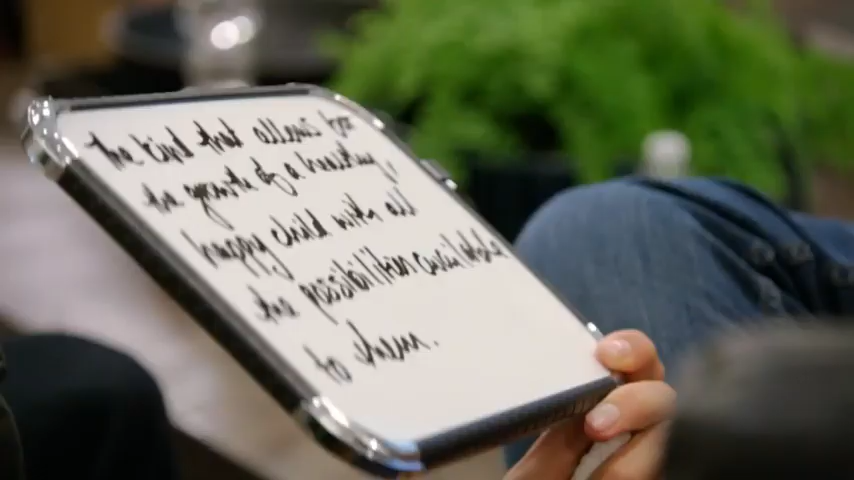 The kind that allows for
the growth of a healthy,
happy child with all
the possibilities available
to them.